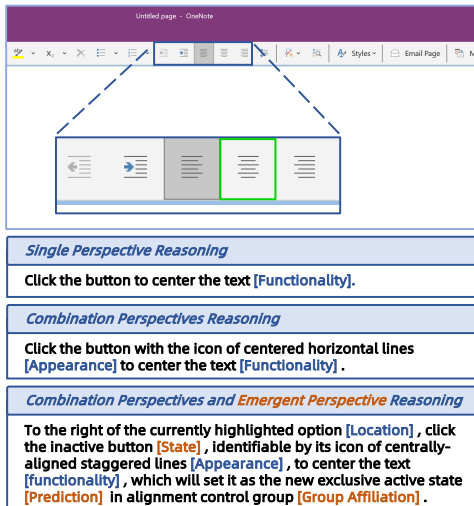 Untitled page - OneNote
aby
x₂
Styles
Email Page
M
Single Perspective Reasoning
Click the button to center the text [Functionality].
Combination Perspectives Reasoning
Click the button with the icon of centered horizontal lines
[Appearance] to center the text [Functionality] .
Combination Perspectives and Emergent Perspective Reasoning
To the right of the currently highlighted option [Location] , click
the inactive button [State] , identifiable by its icon of centrally-
aligned staggered lines [Appearance] , to center the text
[functionality] , which will set it as the new exclusive active state
[Prediction] in alignment control group [Group Affiliation] .